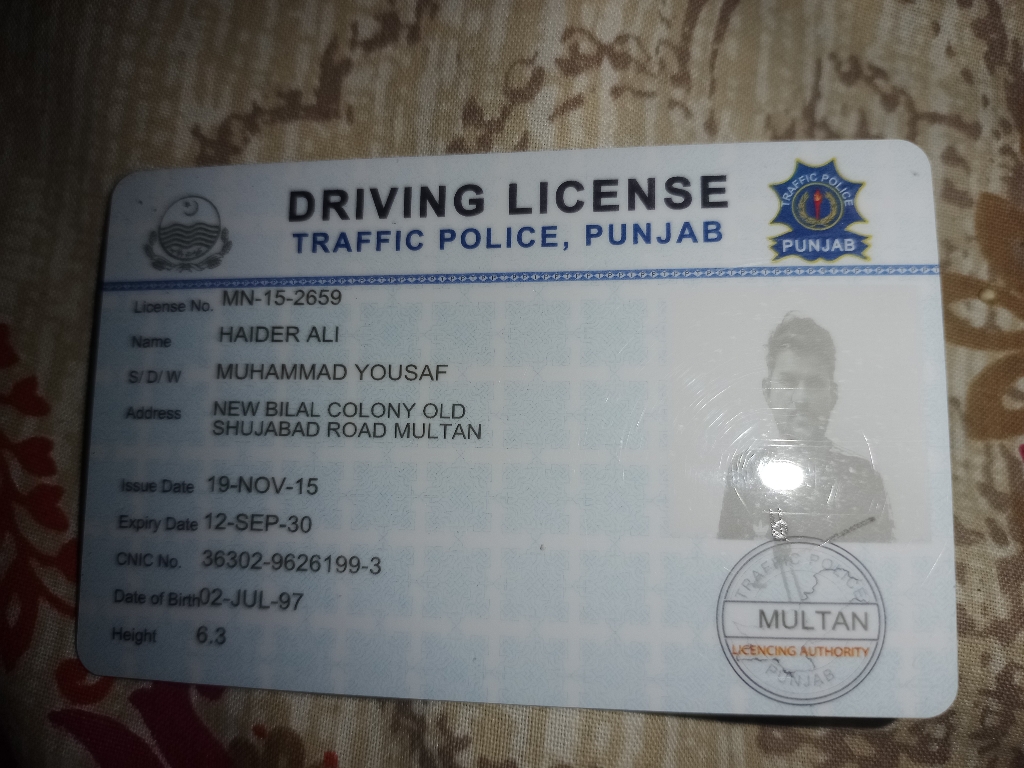 DRIVING LICENSE
TRAFFIC POLICE, PUNJAB
TRAFFIC POLICE
PUNJAB
License No. MN-15-2659
Name HAIDER ALI
S/ D/ W MUHAMMAD YOUSAF
Address NEW BILAL COLONY OLD
SHUJABAD ROAD MULTAN
Issue Date 19-NOV-15
Expiry Date 12-SEP-30
CNIC No. 36302-9626199-3
Date of Birth 02-JUL-97
Height 6.3
TRAFFIC POLICE
MULTAN
LICENCING AUTHORITY
PUNJAB